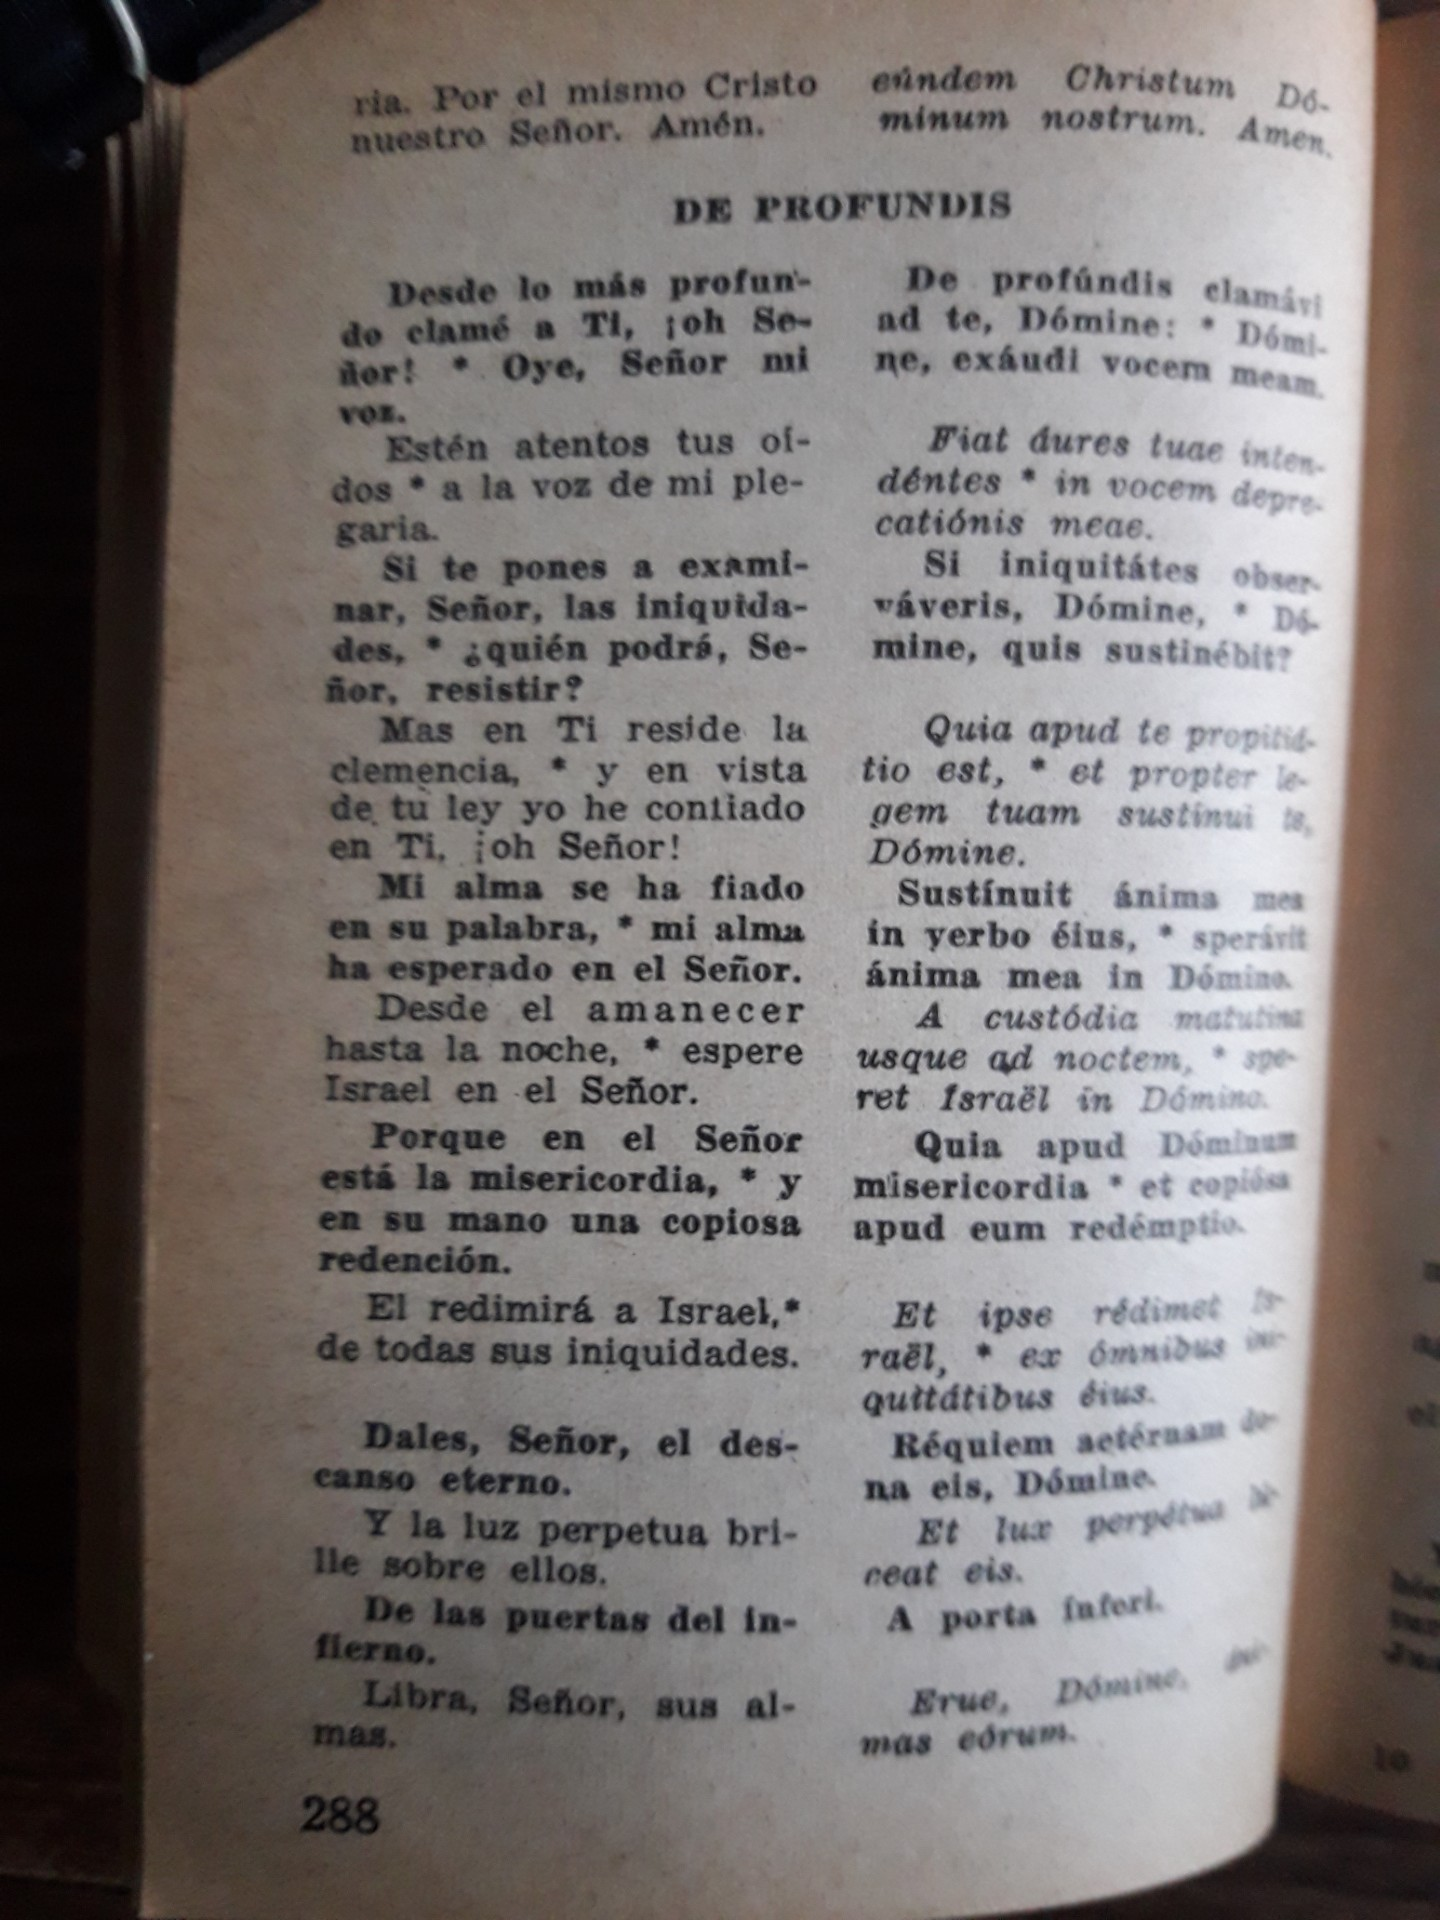 ria. Por el mismo Cristo
nuestro Señor. Amén.
eúndem Christum Dó-
minum nostrum. Amen.
DE PROFUNDIS
Desde lo más profun-
do clamé a Ti, ¡oh Se-
ñor! * Oye, Señor mi
voz.
Estén atentos tus oí-
dos * a la voz de mi ple-
garia.
Si te pones a exami-
nar, Señor, las iniquida-
des, * ¿quién podrá, Se-
ñor, resistir?
Mas en Ti reside la
clemencia, * y en vista
de tu ley yo he confiado
en Ti, ¡oh Señor!
Mi alma se ha fiado
en su palabra, * mi alma
ha esperado en el Señor.
Desde el amanecer
hasta la noche, * espere
Israel en el Señor.
Porque en el Señor
está la misericordia, * y
en su mano una copiosa
redención.
El redimirá a Israel,*
de todas sus iniquidades.
Dales, Señor, el des-
canso eterno.
Y la luz perpetua bri-
lle sobre ellos.
De las puertas del in-
fierno.
Libra, Señor, sus al-
mas.
De profúndis clamávi
ad te, Dómine: * Dómi-
ne, exáudi vocem meam.
Fiat áures tuae inten-
déntes * in vocem depre-
catiónis meae.
Si iniquitátes obser-
váveris, Dómine, * Dó-
mine, quis sustinébit?
Quia apud te propitiá-
tio est, * et propter le-
gem tuam sustínui te,
Dómine.
Sustínuit ánima mea
in verbo éius, * sperávit
ánima mea in Dómino.
A custódia matutina
usque ad noctem, * spe-
ret Israël in Dómino.
Quia apud Dóminum
misericordia * et copiósa
apud eum redémptio.
Et ipse rédimet Is-
raël, * ex ómnibus ini-
quitátibus éius.
Réquiem aetérnam do-
na eis, Dómine.
Et lux perpétua lú-
ceat eis.
A porta ínferi.
Erue, Dómine, áni-
mas eórum.
288